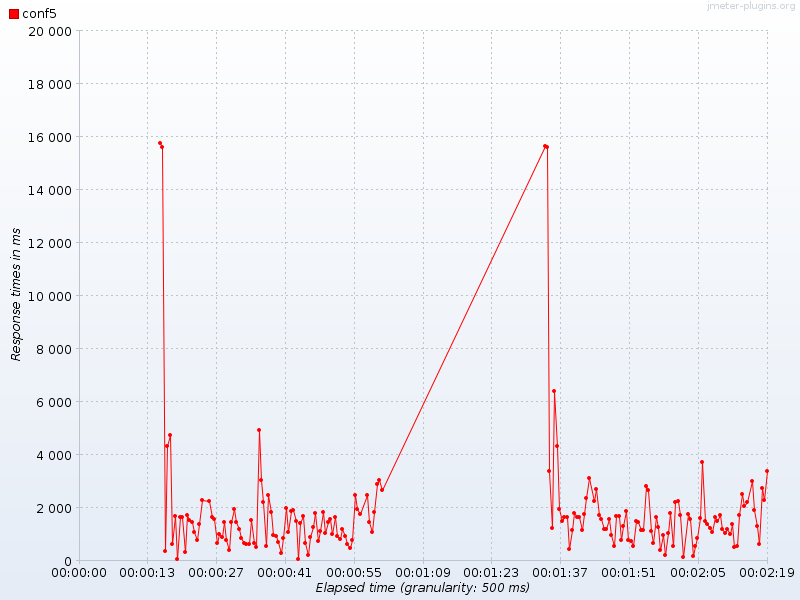 jmeter-plugins.org
conf5
20 000
18 000
16 000
14 000
12 000
10 000
8 000
6 000
4 000
2 000
0
Response times in ms
00:00:00 00:00:13 00:00:27 00:00:41 00:00:55 00:01:09 00:01:23 00:01:37 00:01:51 00:02:05 00:02:19
Elapsed time (granularity: 500 ms)